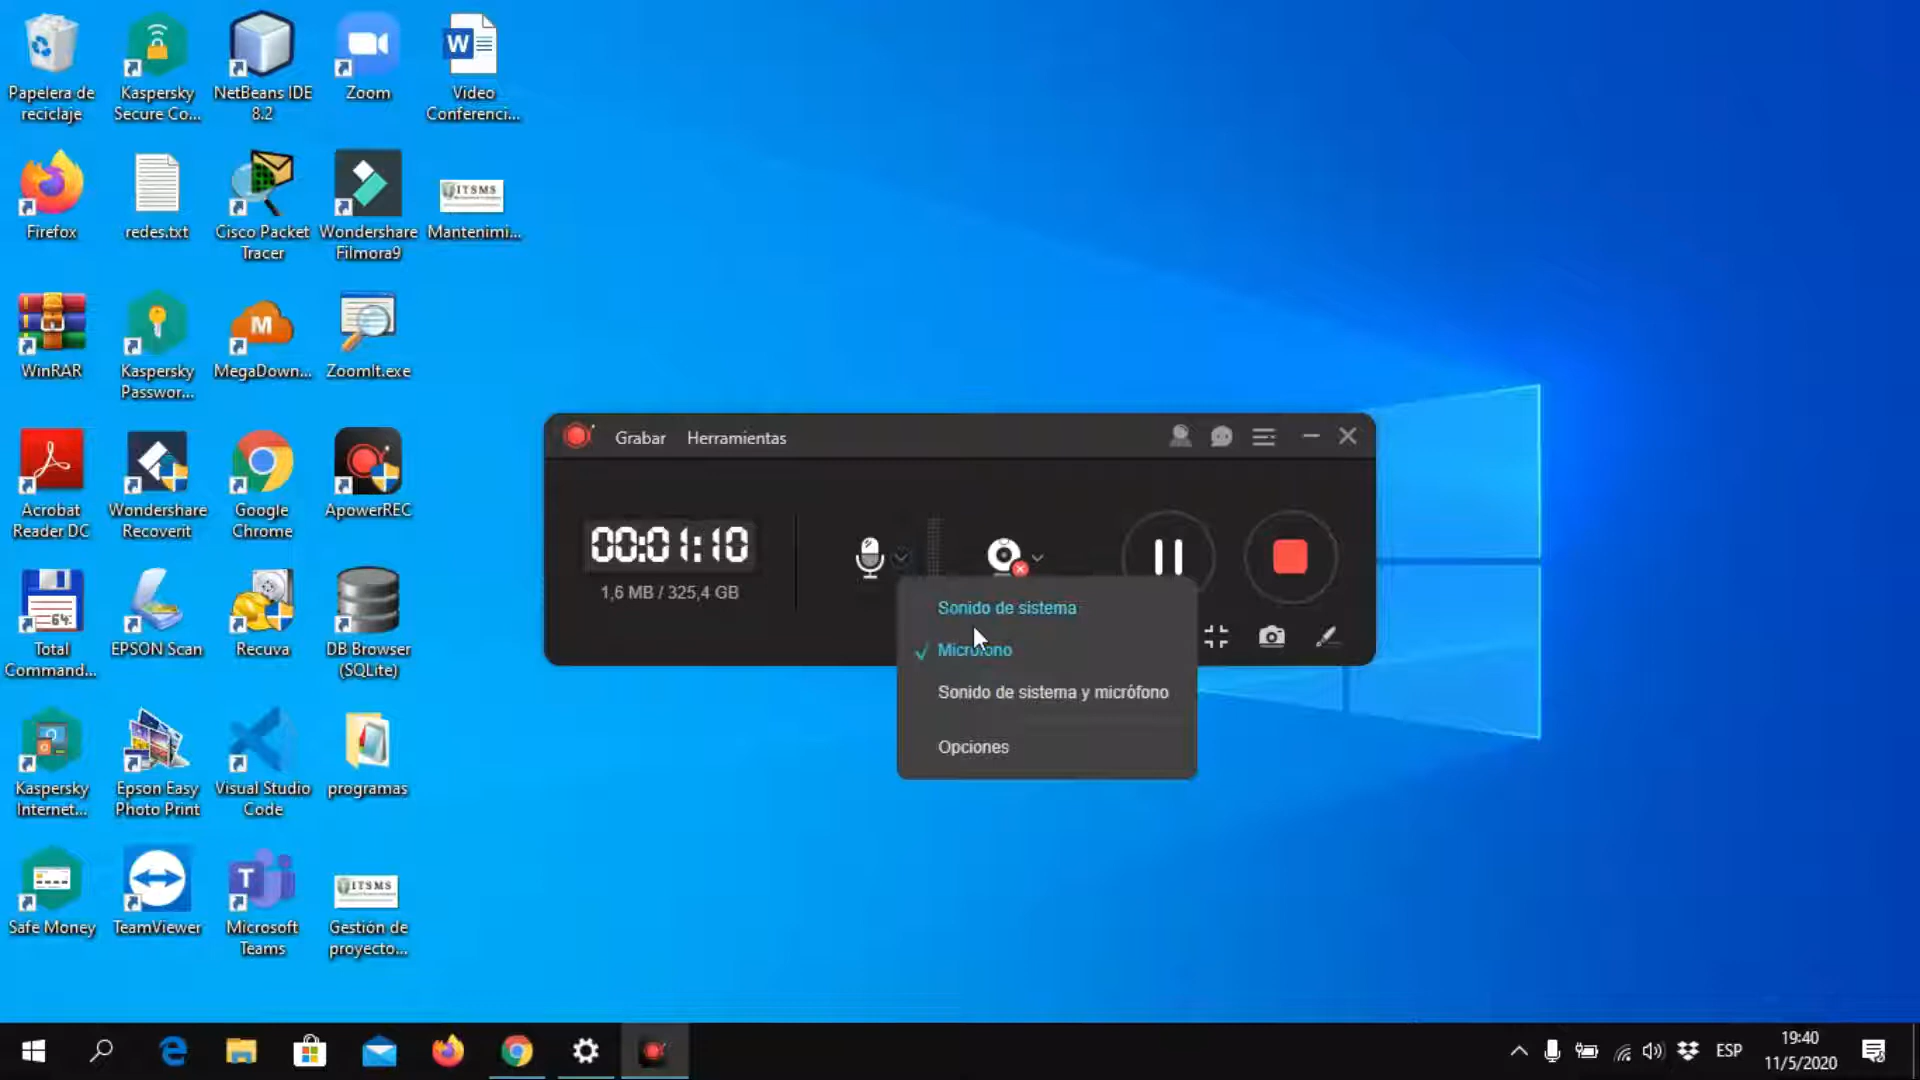 Papelera de
reciclaje
Kaspersky
Secure Co...
NetBeans IDE
8.2
Zoom
W
Video
Conferenci...
Firefox
redes.txt
Cisco Packet
Tracer
Wondershare
Filmora9
ITSMS
Mantenimi...
WinRAR
Kaspersky
Passwor...
M
MegaDown...
ZoomIt.exe
Acrobat
Reader DC
Wondershare
Recoverit
Google
Chrome
ApowerREC
64
Total
Command...
EPSON Scan
Recuva
DB Browser
(SQLite)
Kaspersky
Internet...
Epson Easy
Photo Print
Visual Studio
Code
programas
Safe Money
TeamViewer
T
Microsoft
Teams
ITSMS
Gestión de
proyecto...
Grabar Herramientas
00:01:10
1,6 MB / 325,4 GB
Sonido de sistema
Micrófono
Sonido de sistema y micrófono
Opciones
ESP
19:40
11/5/2020